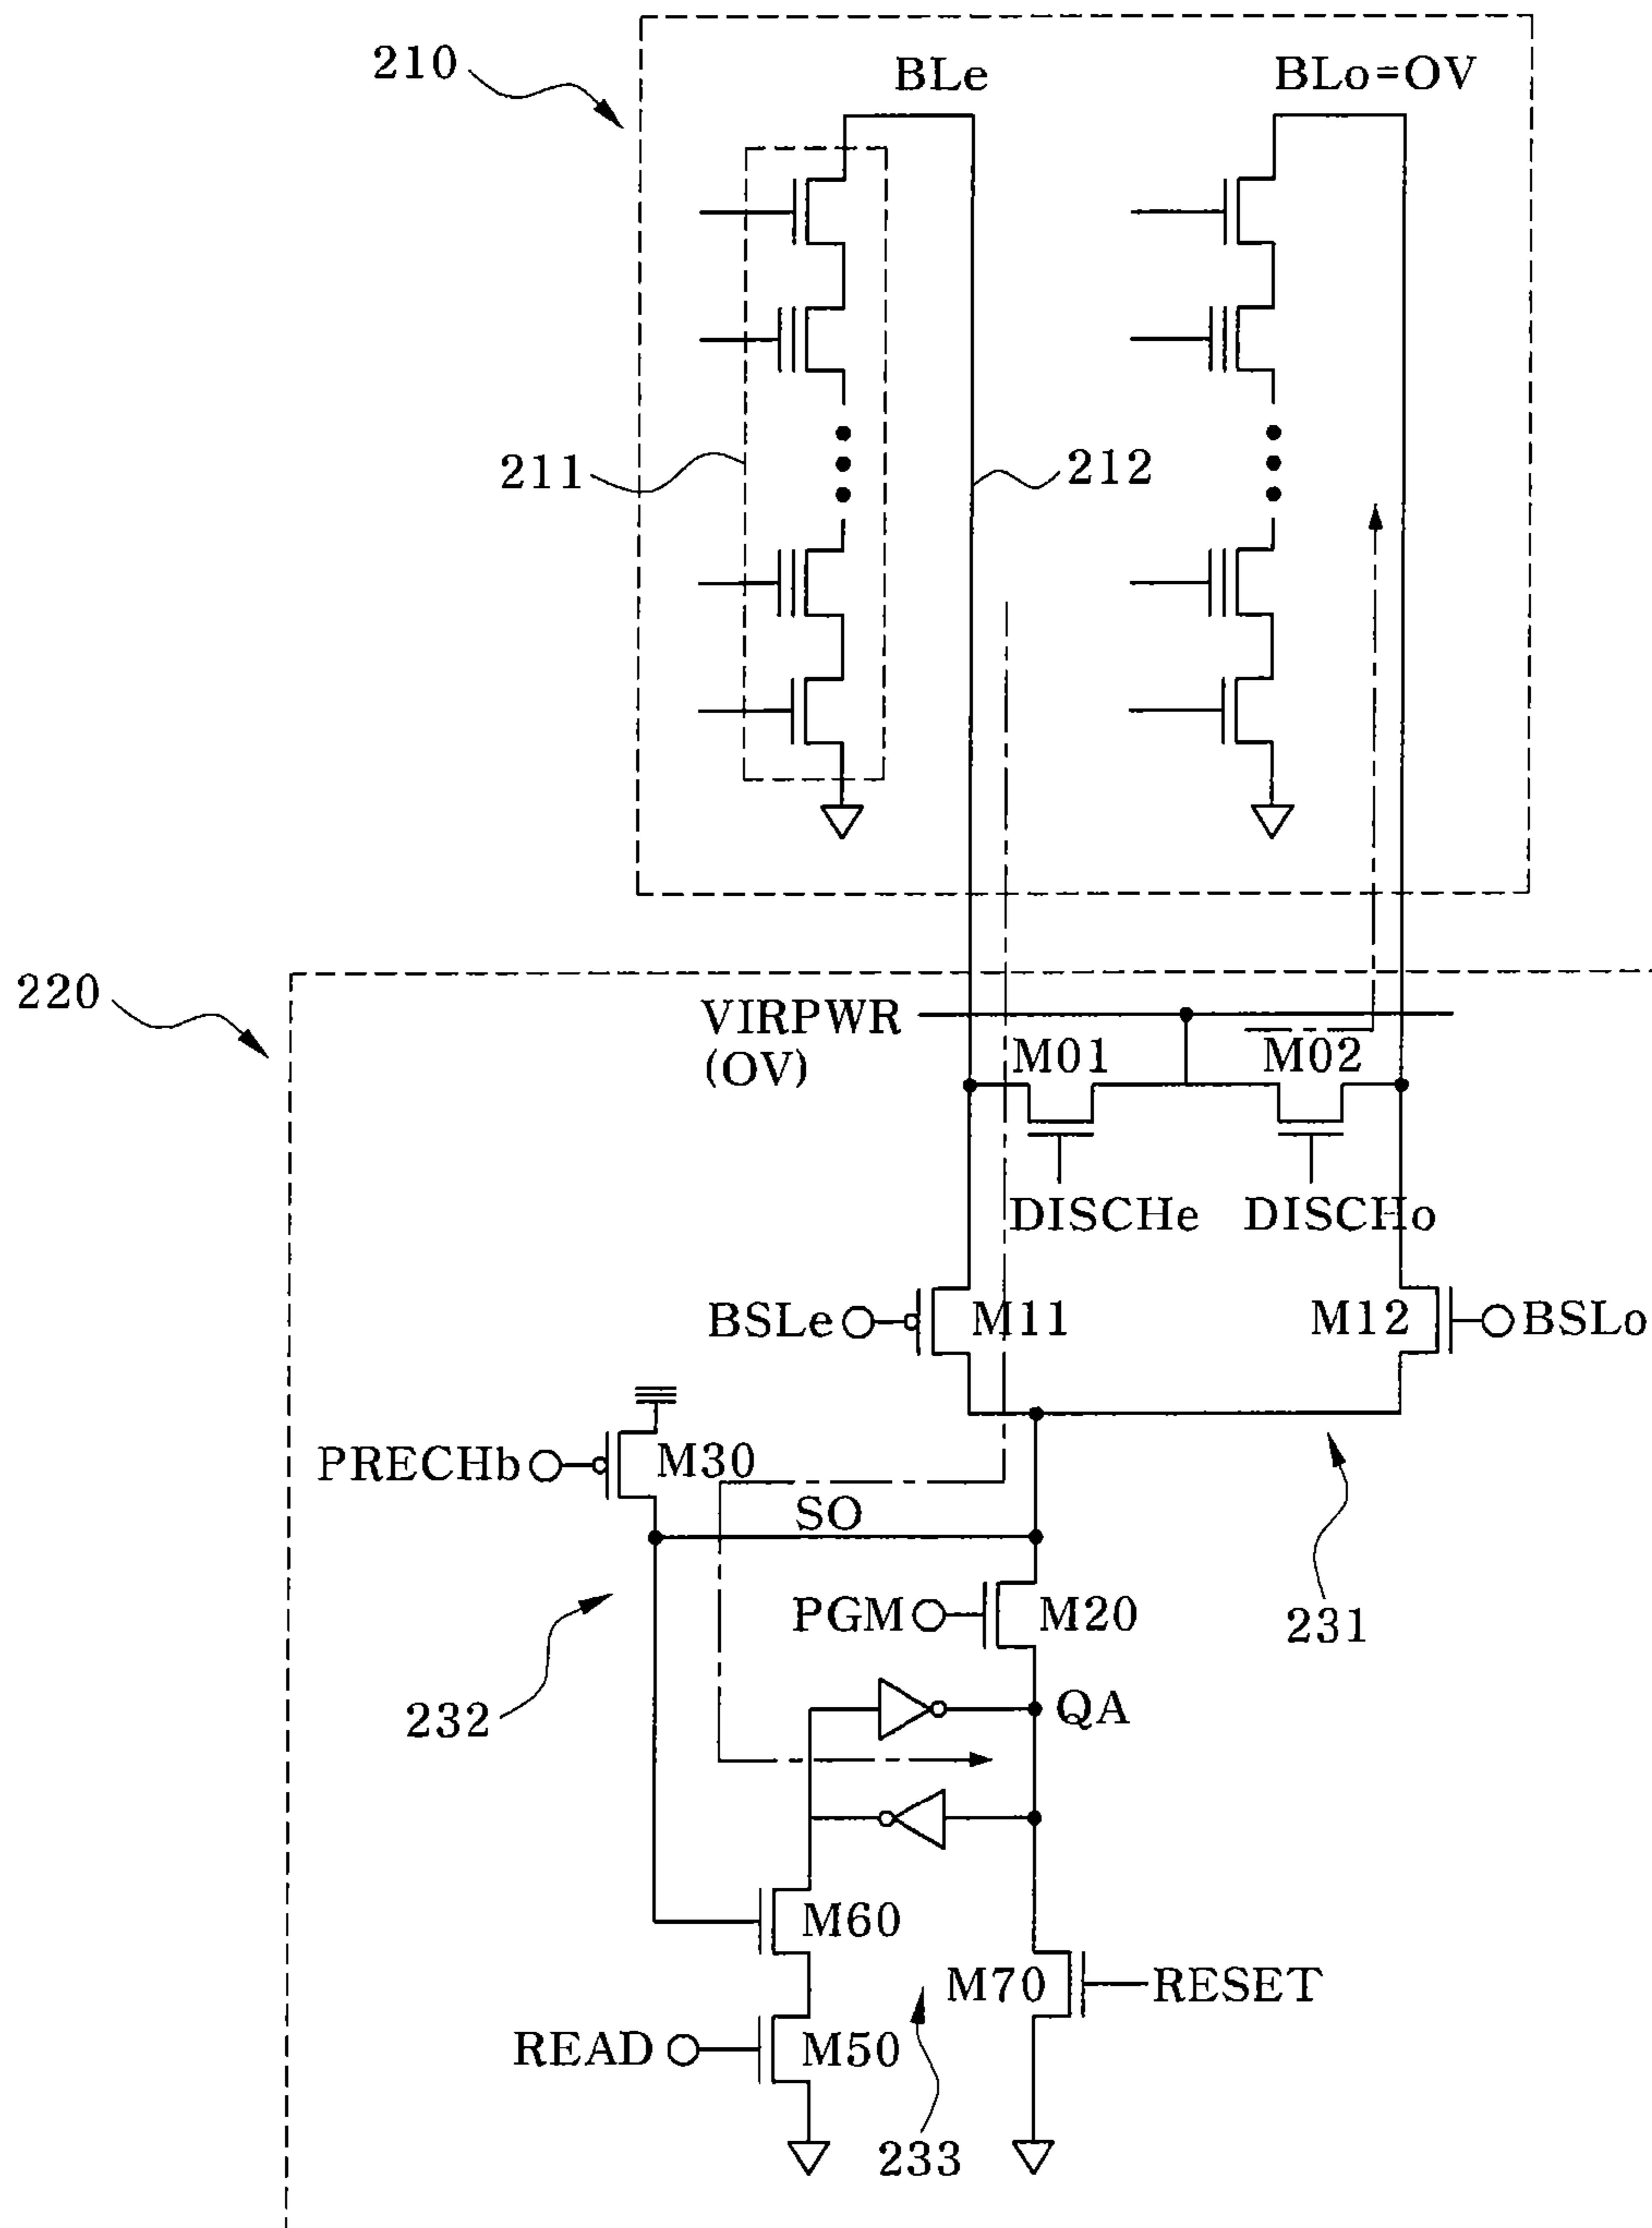 210
BLe
BLo=OV
211
212
220
VIRPWR
(OV)
M01
M02
DISCHe
DISCHo
BSLe
M11
M12
BSLo
PRECHb
M30
SO
231
PGM
M20
232
QA
M60
M70
RESET
READ
M50
233